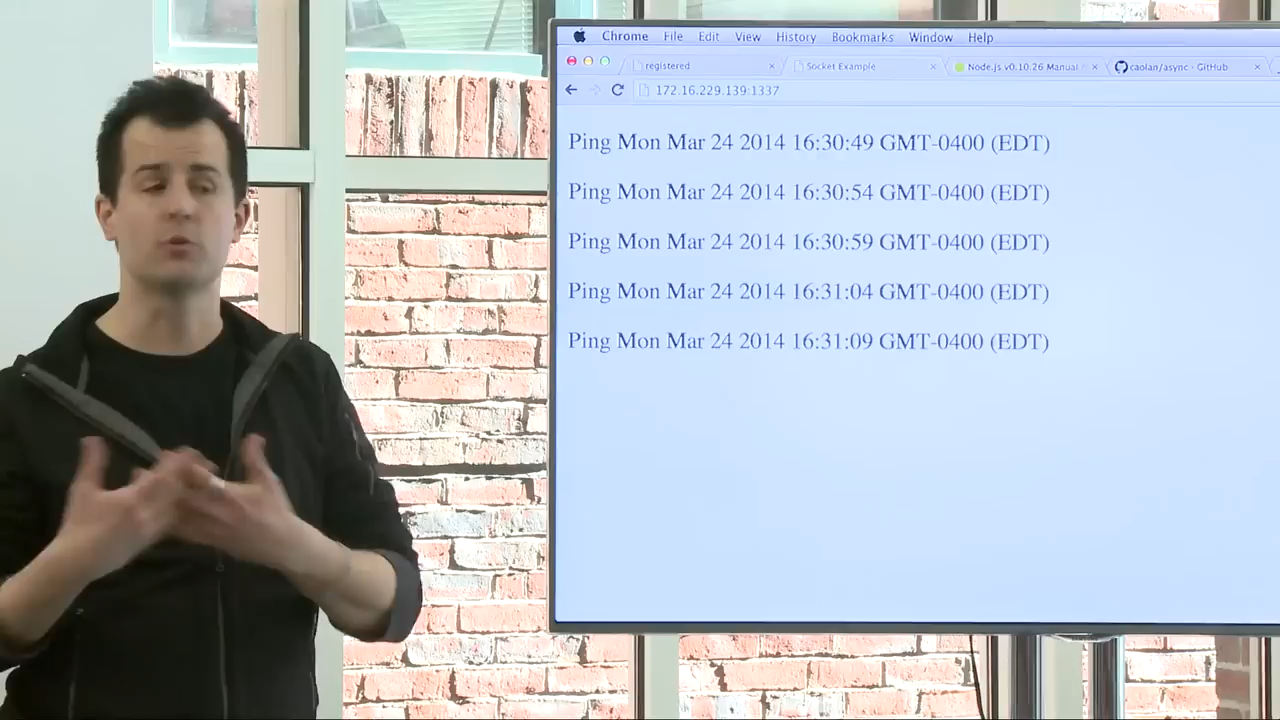 Chrome File Edit View History Bookmarks Window Help
registered Socket Example Node.js v0.10.26 Manual caolan/async · GitHub
172.16.229.139:1337
Ping Mon Mar 24 2014 16:30:49 GMT-0400 (EDT)
Ping Mon Mar 24 2014 16:30:54 GMT-0400 (EDT)
Ping Mon Mar 24 2014 16:30:59 GMT-0400 (EDT)
Ping Mon Mar 24 2014 16:31:04 GMT-0400 (EDT)
Ping Mon Mar 24 2014 16:31:09 GMT-0400 (EDT)